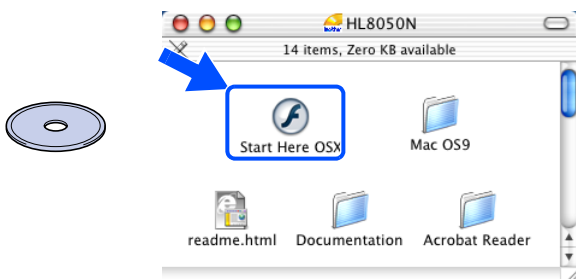 HL8050N
14 items, Zero KB available
Start Here OSX
Mac OS9
readme.html
Documentation
Acrobat Reader